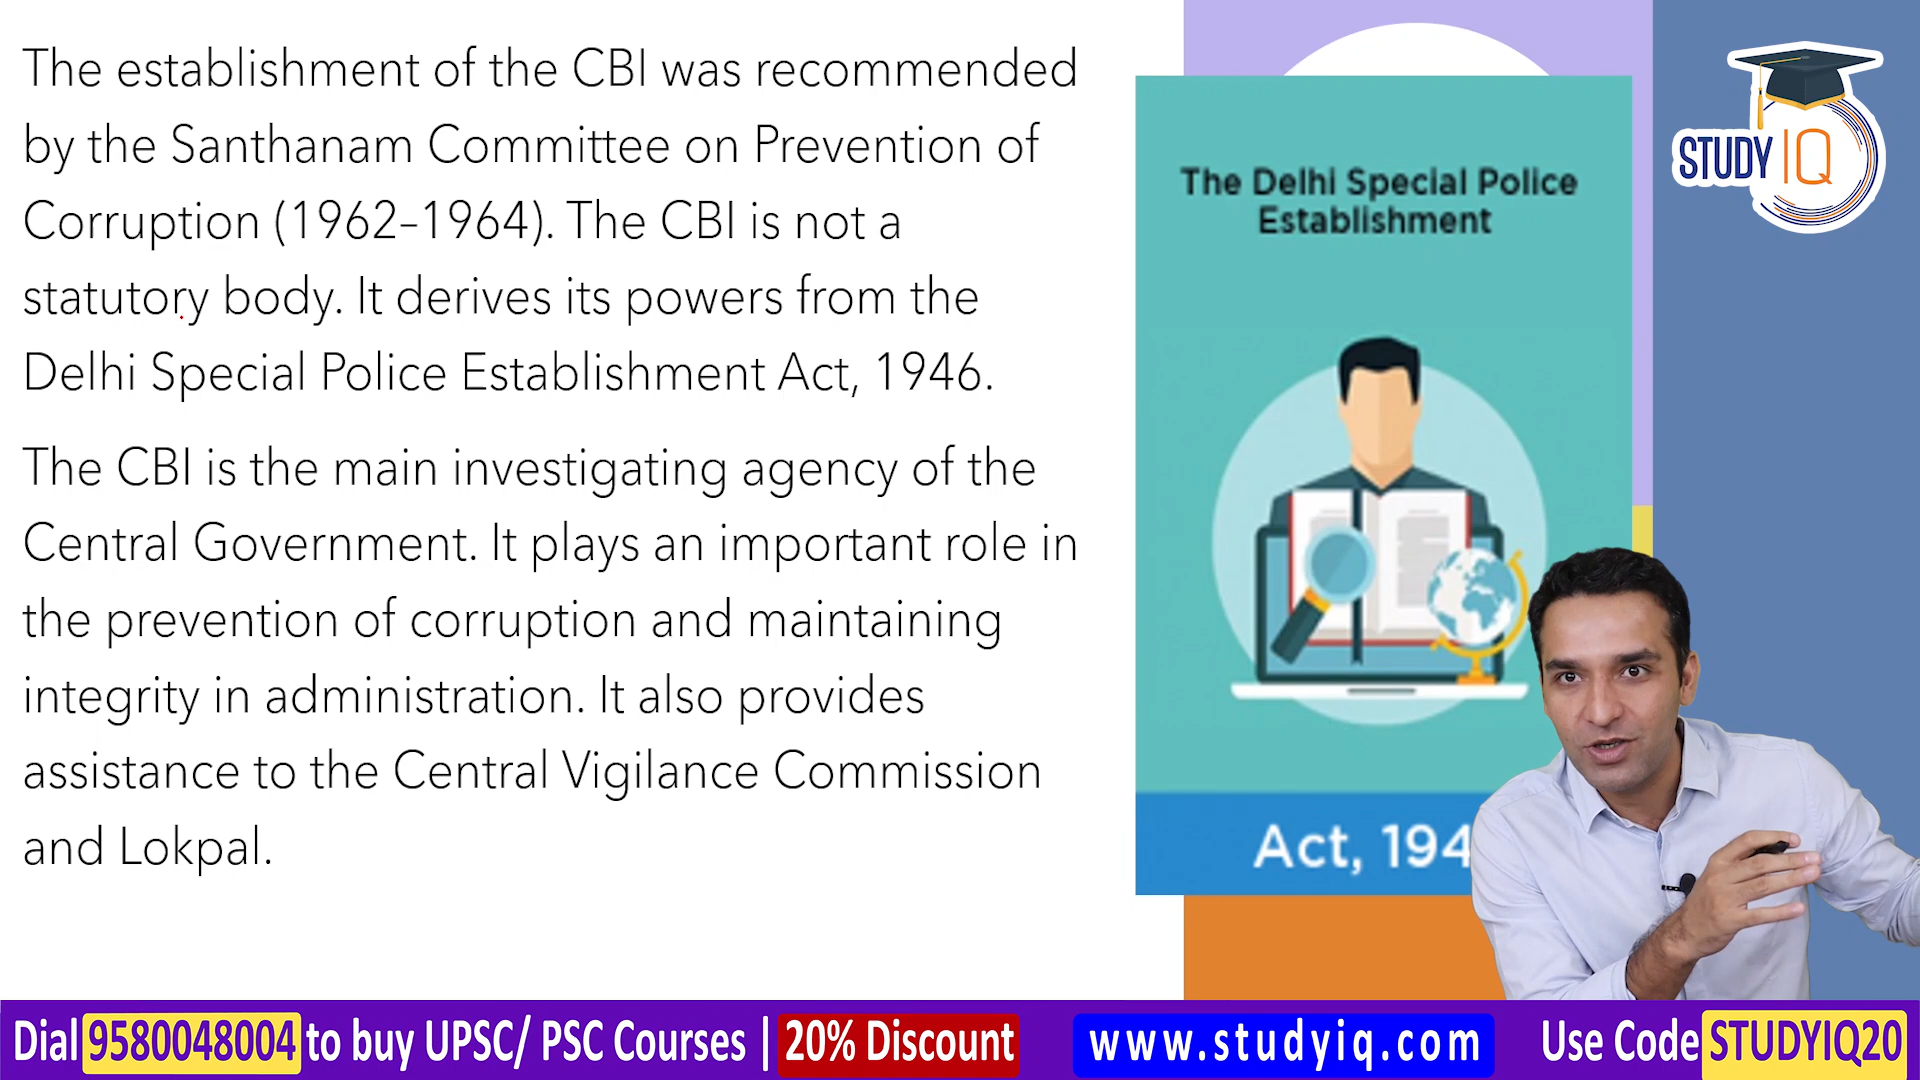 The establishment of the CBI was recommended
by the Santhanam Committee on Prevention of
Corruption (1962–1964). The CBI is not a
statutory body. It derives its powers from the
Delhi Special Police Establishment Act, 1946.
The CBI is the main investigating agency of the
Central Government. It plays an important role in
the prevention of corruption and maintaining
integrity in administration. It also provides
assistance to the Central Vigilance Commission
and Lokpal.
The Delhi Special Police
Establishment
Act, 194
STUDY IQ
Dial 9580048004 to buy UPSC/ PSC Courses | 20% Discount www.studyiq.com Use Code STUDYIQ20